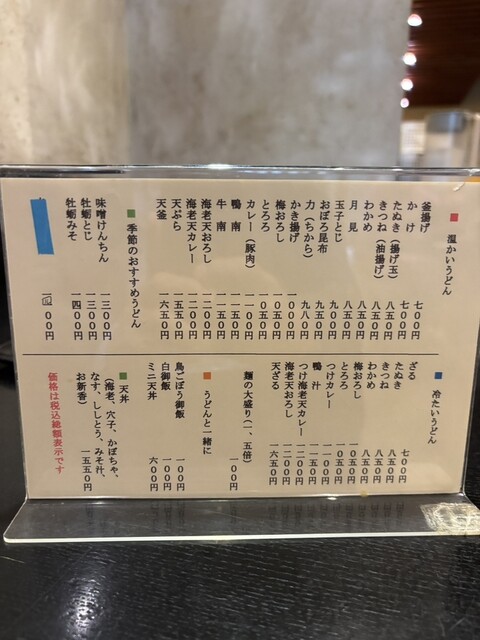 ■ 温かいうどん
釜揚げ 七〇〇円
かけ 七〇〇円
たぬき（揚げ玉） 八五〇円
きつね（油揚げ） 八五〇円
わかめ 八五〇円
月見 八五〇円
玉子とじ 九五〇円
おぼろ昆布 九五〇円
力（ちから） 九八〇円
かき揚げ 一〇〇〇円
梅おろし 一〇五〇円
とろろ 一〇五〇円
カレー（豚肉） 一一〇〇円
鴨南 一一五〇円
牛南 一一五〇円
海老天おろし 一二〇〇円
海老天カレー 一二〇〇円
天ぷら 一五五〇円
天釜 一六五〇円
■ 季節のおすすめうどん
味噌けんちん 一三〇〇円
牡蠣とじ 一三〇〇円
牡蠣みそ 一四〇〇円
〇〇円
■ 冷たいうどん
ざる 七〇〇円
たぬき 八五〇円
きつね 八五〇円
わかめ 八五〇円
梅おろし 一〇五〇円
とろろ 一〇五〇円
つけカレー 一一〇〇円
鴨汁 一一五〇円
つけ海老天カレー 一二〇〇円
海老天おろし 一二〇〇円
天ざる 一六五〇円
麺の大盛り（一、五倍） 一〇〇円
■ うどんと一緒に
鳥ごぼう御飯 一〇〇円
白御飯 一〇〇円
ミニ天丼 六〇〇円
■ 天丼
（海老、穴子、かぼちゃ、
なす、ししとう、みそ汁、
お新香） 一五五〇円
価格は税込総額表示です